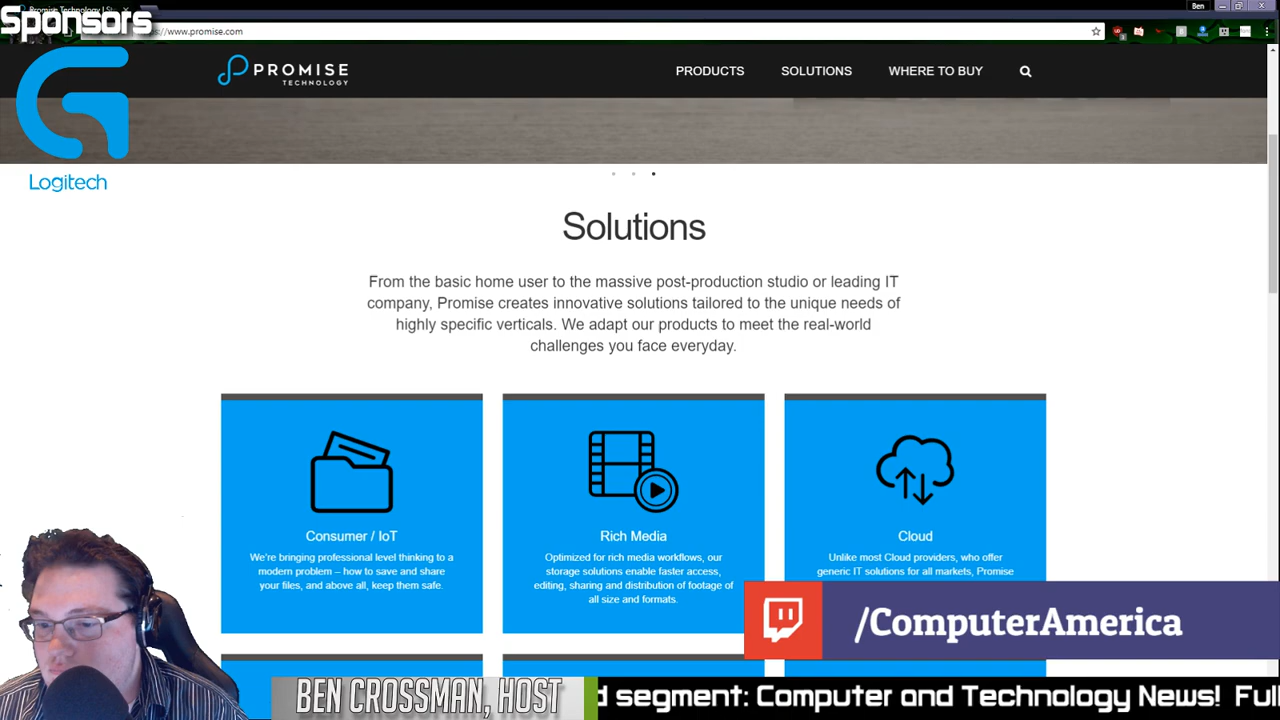 Promise Technology | St
Ben
Sponsors
www.promise.com
PROMISE
TECHNOLOGY
PRODUCTS
SOLUTIONS
WHERE TO BUY
Logitech
Solutions
From the basic home user to the massive post-production studio or leading IT
company, Promise creates innovative solutions tailored to the unique needs of
highly specific verticals. We adapt our products to meet the real-world
challenges you face everyday.
Consumer / IoT
We're bringing professional level thinking to a
modern problem – how to save and share
your files, and above all, keep them safe.
Rich Media
Optimized for rich media workflows, our
storage solutions enable faster access,
editing, sharing and distribution of footage of
all size and formats.
Cloud
Unlike most Cloud providers, who offer
generic IT solutions for all markets, Promise
/ComputerAmerica
BEN CROSSMAN, HOST
d segment: Computer and Technology News! Full